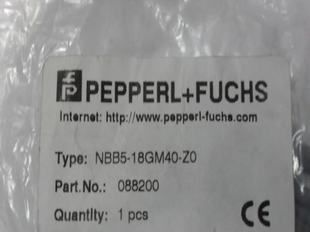 PEPPERL+FUCHS
Internet: http://www.pepperl-fuchs.com
Type: NBB5-18GM40-Z0
Part.No.: 088200
Quantity: 1 pcs CE